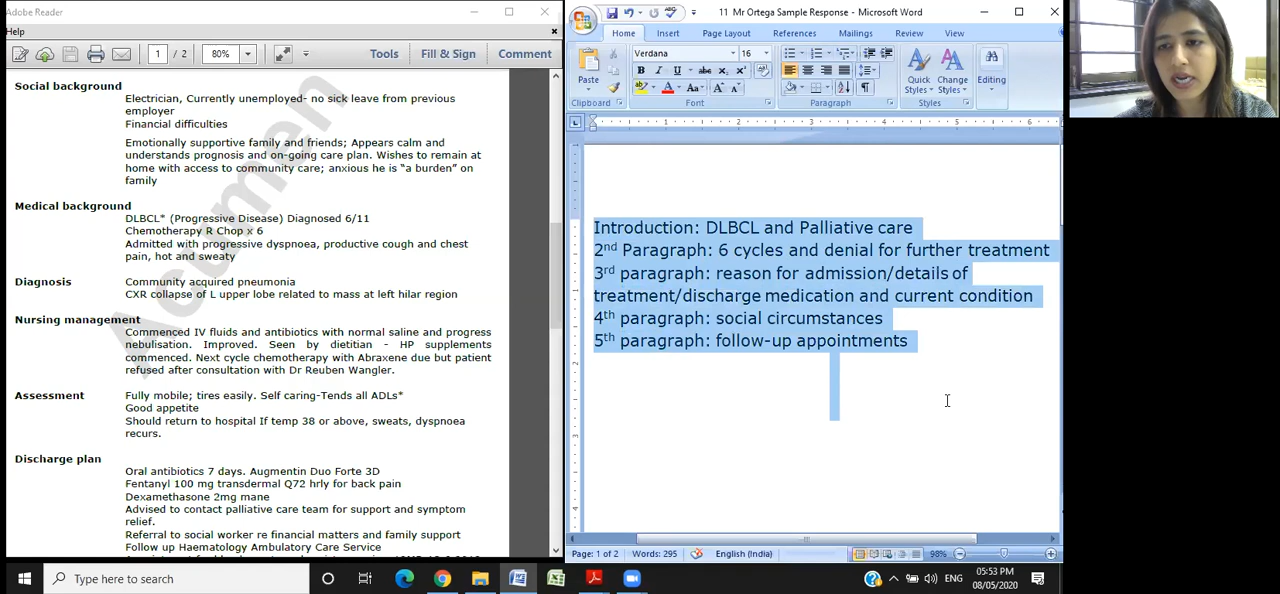 Adobe Reader
Help
1 / 2
80%
Tools
Fill & Sign
Comment
Social background
Electrician, Currently unemployed- no sick leave from previous
employer
Financial difficulties
Emotionally supportive family and friends; Appears calm and
understands prognosis and on-going care plan. Wishes to remain at
home with access to community care; anxious he is "a burden" on
family
Medical background
DLBCL* (Progressive Disease) Diagnosed 6/11
Chemotherapy R Chop x 6
Admitted with progressive dyspnoea, productive cough and chest
pain, hot and sweaty
Diagnosis
Community acquired pneumonia
CXR collapse of L upper lobe related to mass at left hilar region
Nursing management
Commenced IV fluids and antibiotics with normal saline and progress
nebulisation. Improved. Seen by dietitian - HP supplements
commenced. Next cycle chemotherapy with Abraxene due but patient
refused after consultation with Dr Reuben Wangler.
Assessment
Fully mobile; tires easily. Self caring-Tends all ADLs*
Good appetite
Should return to hospital If temp 38 or above, sweats, dyspnoea
recurs.
Discharge plan
Oral antibiotics 7 days. Augmentin Duo Forte 3D
Fentanyl 100 mg transdermal Q72 hrly for back pain
Dexamethasone 2mg mane
Advised to contact palliative care team for support and symptom
relief.
Referral to social worker re financial matters and family support
Follow up Haematology Ambulatory Care Service
Acumen
11 Mr Ortega Sample Response - Microsoft Word
Home
Insert
Page Layout
References
Mailings
Review
View
Paste
Clipboard
Verdana
16
Font
Paragraph
Quick
Styles
Change
Styles
Styles
Editing
Introduction: DLBCL and Palliative care
2nd Paragraph: 6 cycles and denial for further treatment
3rd paragraph: reason for admission/details of
treatment/discharge medication and current condition
4th paragraph: social circumstances
5th paragraph: follow-up appointments
Page: 1 of 2
Words: 295
English (India)
98%
Type here to search
ENG
05:53 PM
08/05/2020